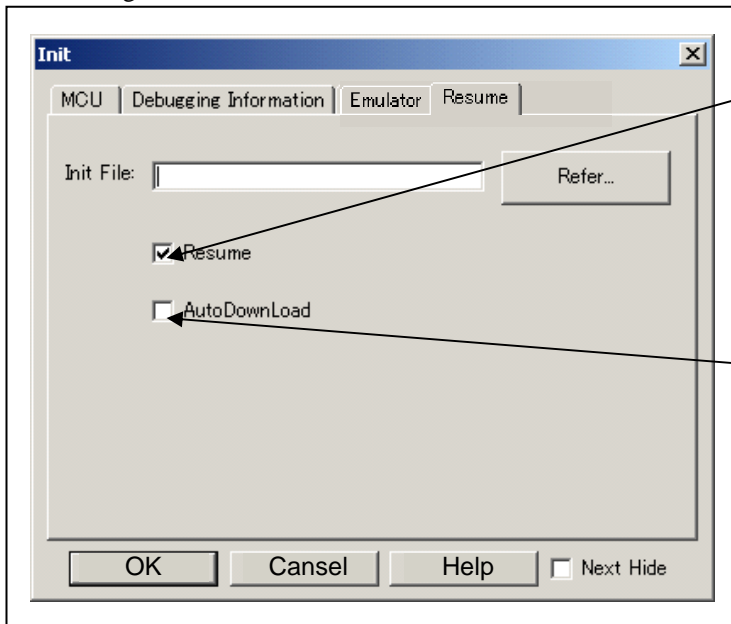 Init
MCU Debugging Information Emulator Resume
Init File: Refer...
Resume
AutoDownLoad
OK Cansel Help Next Hide